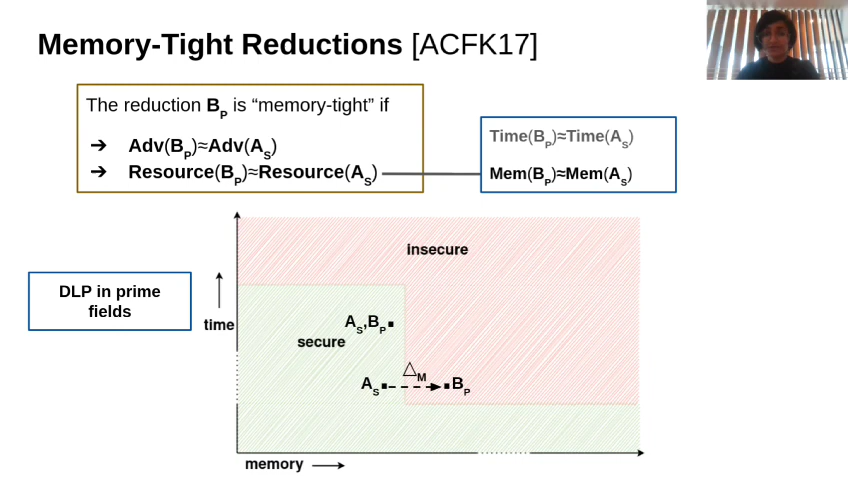 Memory-Tight Reductions [ACFK17]
The reduction B_P is “memory-tight” if
➔ Adv(B_P)≈Adv(A_S)
➔ Resource(B_P)≈Resource(A_S)
Time(B_P)≈Time(A_S)
Mem(B_P)≈Mem(A_S)
insecure
DLP in prime
fields
time
A_S,B_P
secure
△_M
A_S
B_P
memory